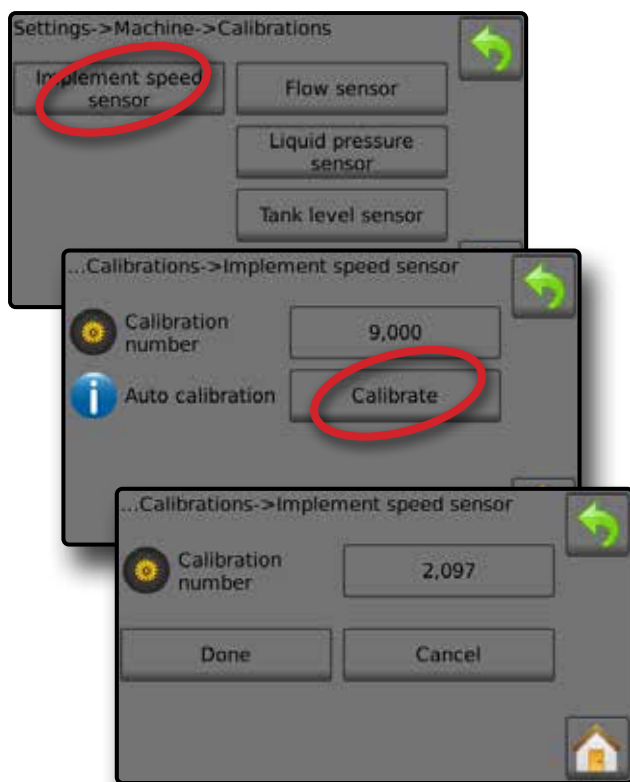 Settings->Machine->Calibrations
Implement speed
sensor
Flow sensor
Liquid pressure
sensor
Tank level sensor
...Calibrations->Implement speed sensor
Calibration
number
9,000
Auto calibration
Calibrate
...Calibrations->Implement speed sensor
Calibration
number
2,097
Done
Cancel